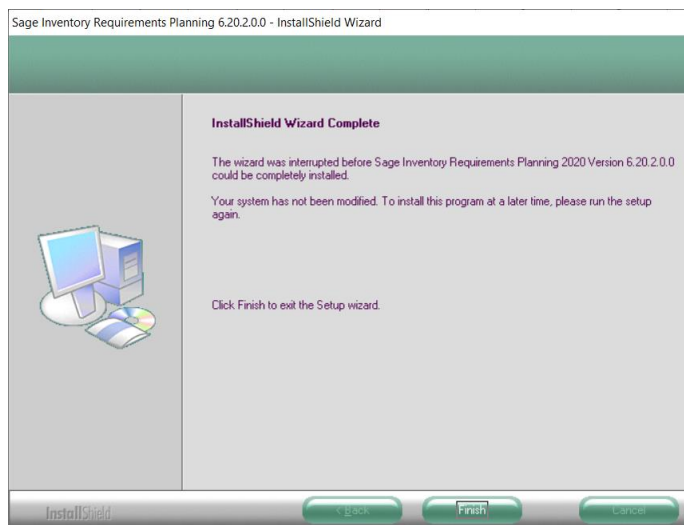 Sage Inventory Requirements Planning 6.20.2.0.0 - InstallShield Wizard
InstallShield Wizard Complete
The wizard was interrupted before Sage Inventory Requirements Planning 2020 Version 6.20.2.0.0
could be completely installed.
Your system has not been modified. To install this program at a later time, please run the setup
again.
Click Finish to exit the Setup wizard.
InstallShield
< Back
Finish
Cancel